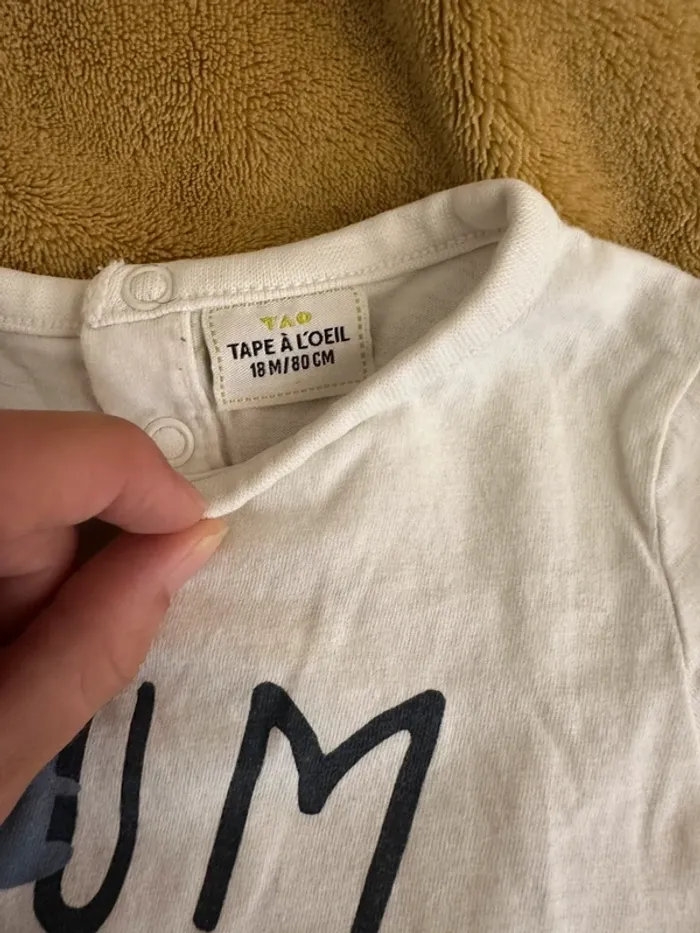 TAO
TAPE À L'OEIL
18 M/80 CM
UM